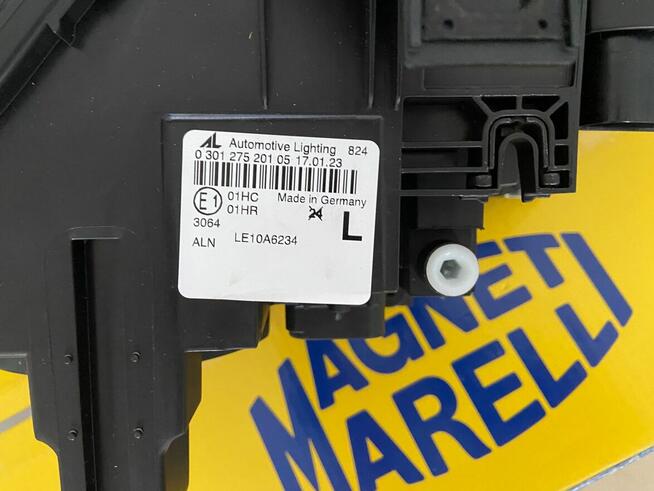 AL Automotive Lighting 824
0 301 275 201 05 17.01.23
E1 01HC Made in Germany
01HR 24
3064 L
ALN LE10A6234
MAGNETI
MARELLI